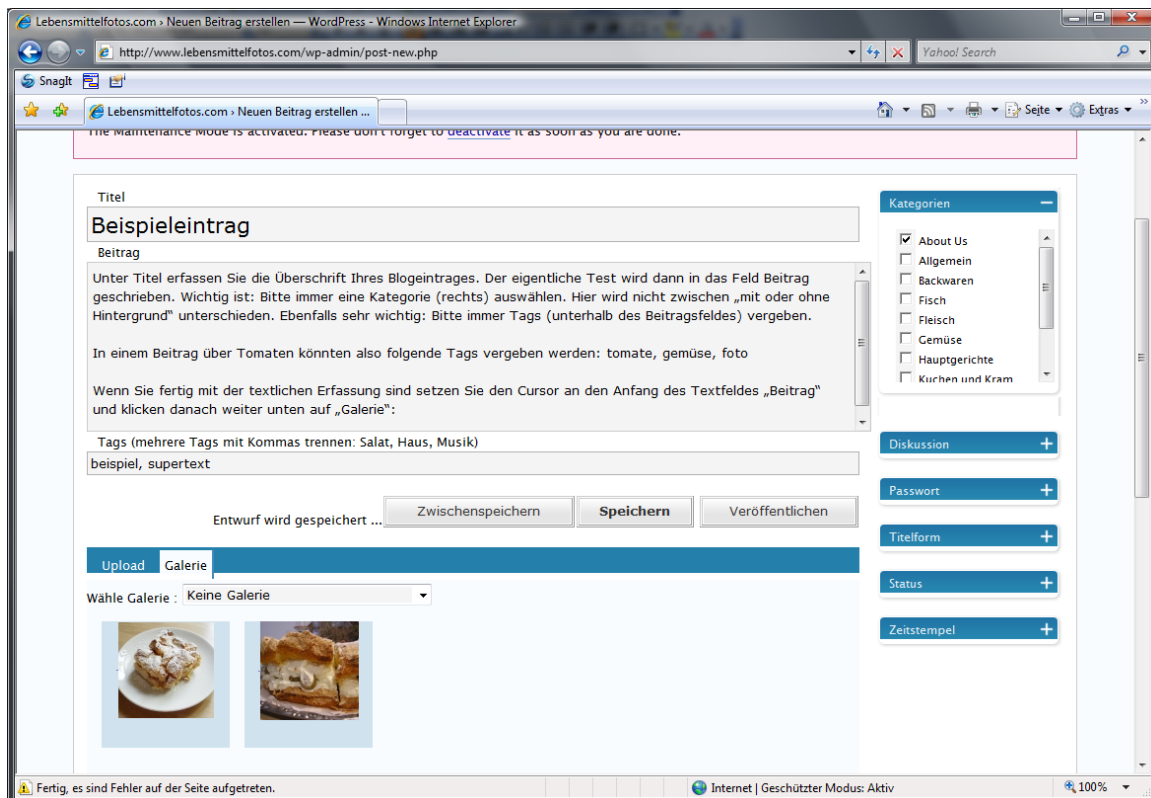 Lebensmittelfotos.com › Neuen Beitrag erstellen — WordPress - Windows Internet Explorer
http://www.lebensmittelfotos.com/wp-admin/post-new.php
Yahoo! Search
SnagIt
Lebensmittelfotos.com › Neuen Beitrag erstellen ...
Seite
Extras
The Maintenance Mode is activated. Please don't forget to deactivate it as soon as you are done.
Titel
Beispieleintrag
Beitrag
Unter Titel erfassen Sie die Überschrift Ihres Blogeintrages. Der eigentliche Test wird dann in das Feld Beitrag
geschrieben. Wichtig ist: Bitte immer eine Kategorie (rechts) auswählen. Hier wird nicht zwischen „mit oder ohne
Hintergrund“ unterschieden. Ebenfalls sehr wichtig: Bitte immer Tags (unterhalb des Beitragsfeldes) vergeben.
In einem Beitrag über Tomaten könnten also folgende Tags vergeben werden: tomate, gemüse, foto
Wenn Sie fertig mit der textlichen Erfassung sind setzen Sie den Cursor an den Anfang des Textfeldes „Beitrag“
und klicken danach weiter unten auf „Galerie“:
Tags (mehrere Tags mit Kommas trennen: Salat, Haus, Musik)
beispiel, supertext
Entwurf wird gespeichert ...
Zwischenspeichern
Speichern
Veröffentlichen
Upload
Galerie
Wähle Galerie :
Keine Galerie
Kategorien
About Us
Allgemein
Backwaren
Fisch
Fleisch
Gemüse
Hauptgerichte
Kuchen und Kram
Diskussion
Passwort
Titelform
Status
Zeitstempel
Fertig, es sind Fehler auf der Seite aufgetreten.
Internet | Geschützter Modus: Aktiv
100%